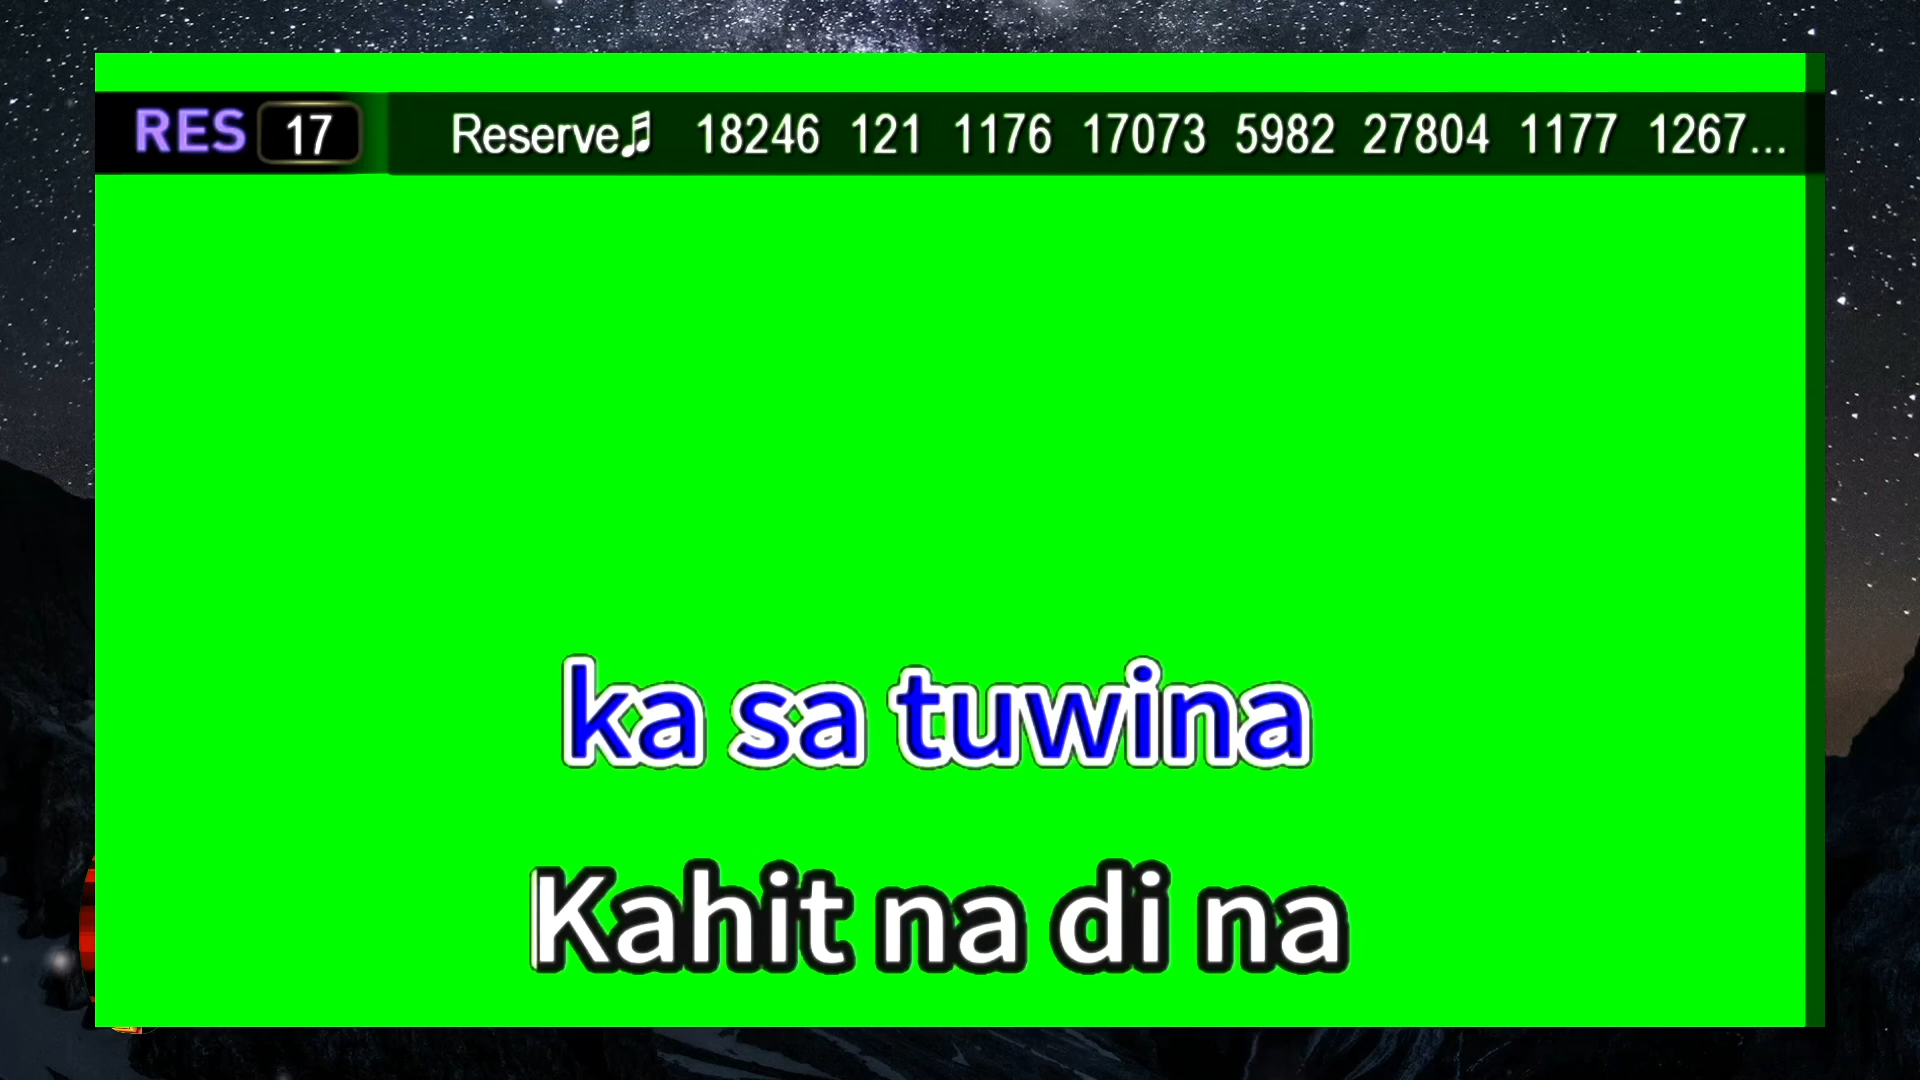 RES 17 Reserve♫ 18246 121 1176 17073 5982 27804 1177 1267...
ka sa tuwina
Kahit na di na